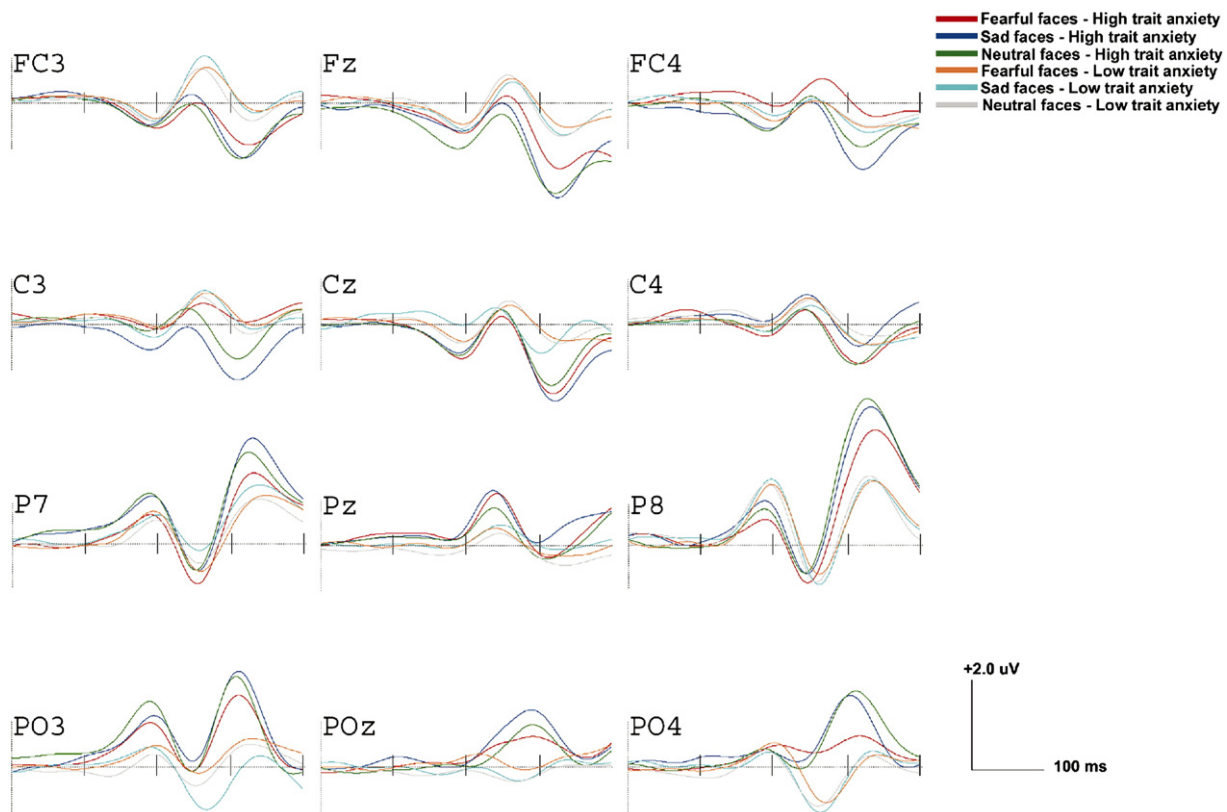 Fearful faces - High trait anxiety
Sad faces - High trait anxiety
Neutral faces - High trait anxiety
Fearful faces - Low trait anxiety
Sad faces - Low trait anxiety
Neutral faces - Low trait anxiety
FC3
Fz
FC4
C3
Cz
C4
P7
Pz
P8
PO3
POz
PO4
+2.0 uV
100 ms